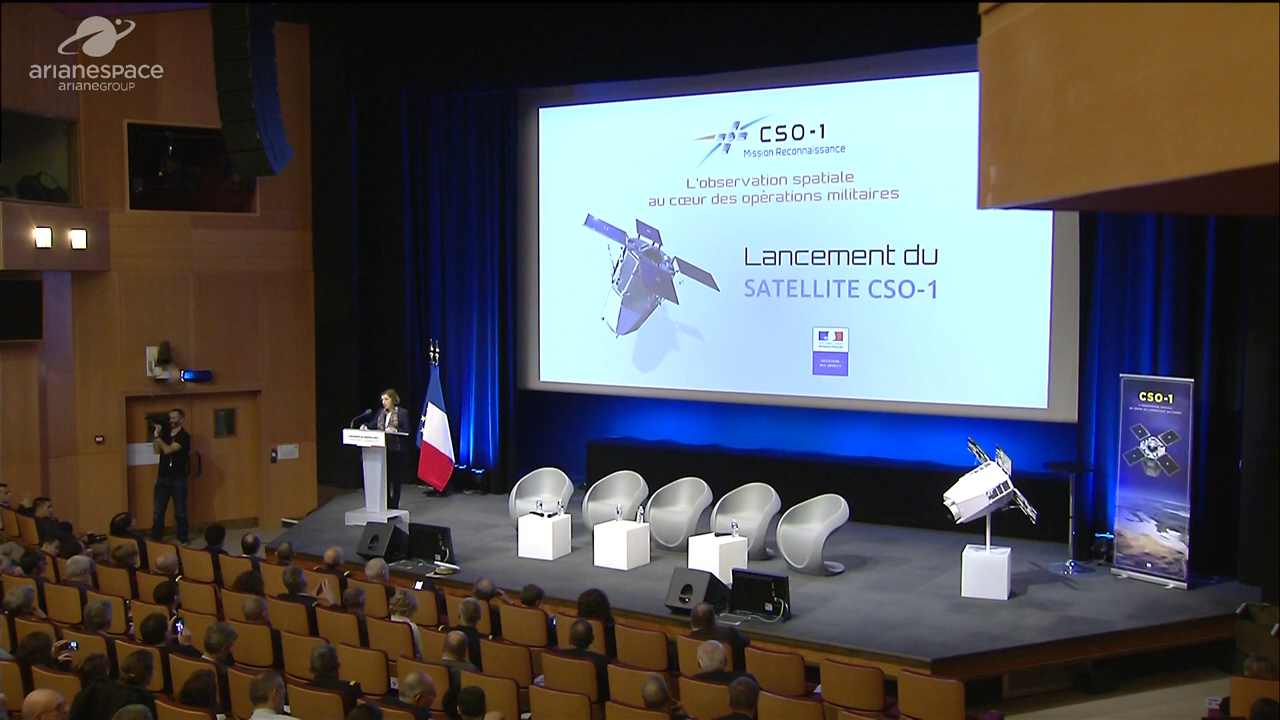 arianespace
arianeGROUP
CSO-1
Mission Reconnaissance
L'observation spatiale
au cœur des opérations militaires
Lancement du
SATELLITE CSO-1
CSO-1